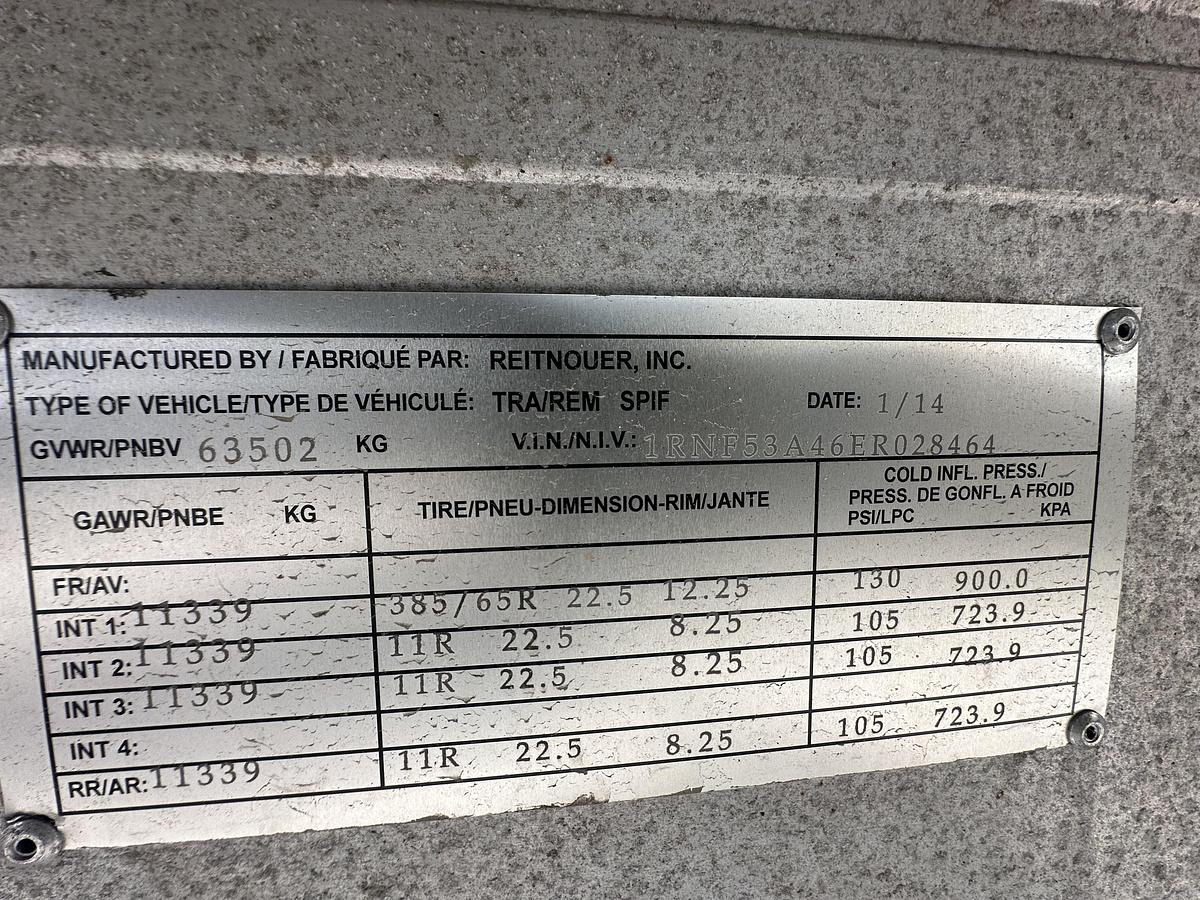 MANUFACTURED BY / FABRIQUÉ PAR: REITNOUER, INC.
TYPE OF VEHICLE/TYPE DE VÉHICULÉ: TRA/REM SPIF DATE: 1/14
GVWR/PNBV 63502 KG V.I.N./N.I.V.: 1RNF53A46ER028464
GAWR/PNBE KG TIRE/PNEU-DIMENSION-RIM/JANTE COLD INFL. PRESS./
PRESS. DE GONFL. A FROID
PSI/LPC KPA
FR/AV:
INT 1: 11339 385/65R 22.5 12.25 130 900.0
INT 2: 11339 11R 22.5 8.25 105 723.9
INT 3: 11339 11R 22.5 8.25 105 723.9
INT 4:
RR/AR: 11339 11R 22.5 8.25 105 723.9